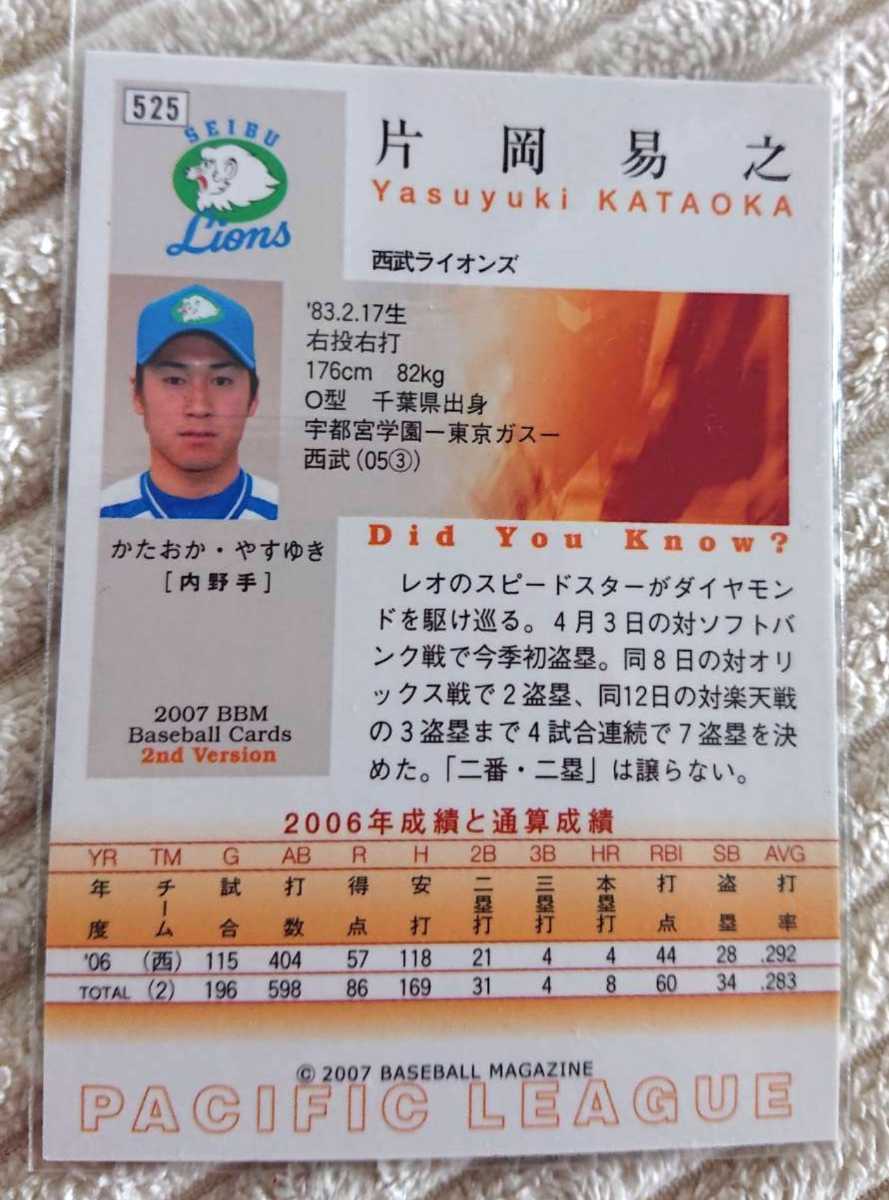 525
SEIBU
Lions
片岡易之
Yasuyuki KATAOKA
西武ライオンズ
'83.2.17生
右投右打
176cm 82kg
O型 千葉県出身
宇都宮学園ー東京ガスー
西武(05③)
かたおか・やすゆき
[内野手]
2007 BBM
Baseball Cards
2nd Version
Did You Know?
レオのスピードスターがダイヤモン
ドを駆け巡る。4月3日の対ソフトバ
ンク戦で今季初盗塁。同8日の対オリ
ックス戦で2盗塁、同12日の対楽天戦
の3盗塁まで4試合連続で7盗塁を決
めた。「二番・二塁」は譲らない。
2006年成績と通算成績
YR TM G AB R H 2B 3B HR RBI SB AVG
年度 チーム 試合 打数 得点 安打 二塁打 三塁打 本塁打 打点 盗塁 打率
'06 (西) 115 404 57 118 21 4 4 44 28 .292
TOTAL (2) 196 598 86 169 31 4 8 60 34 .283
© 2007 BASEBALL MAGAZINE
PACIFIC LEAGUE